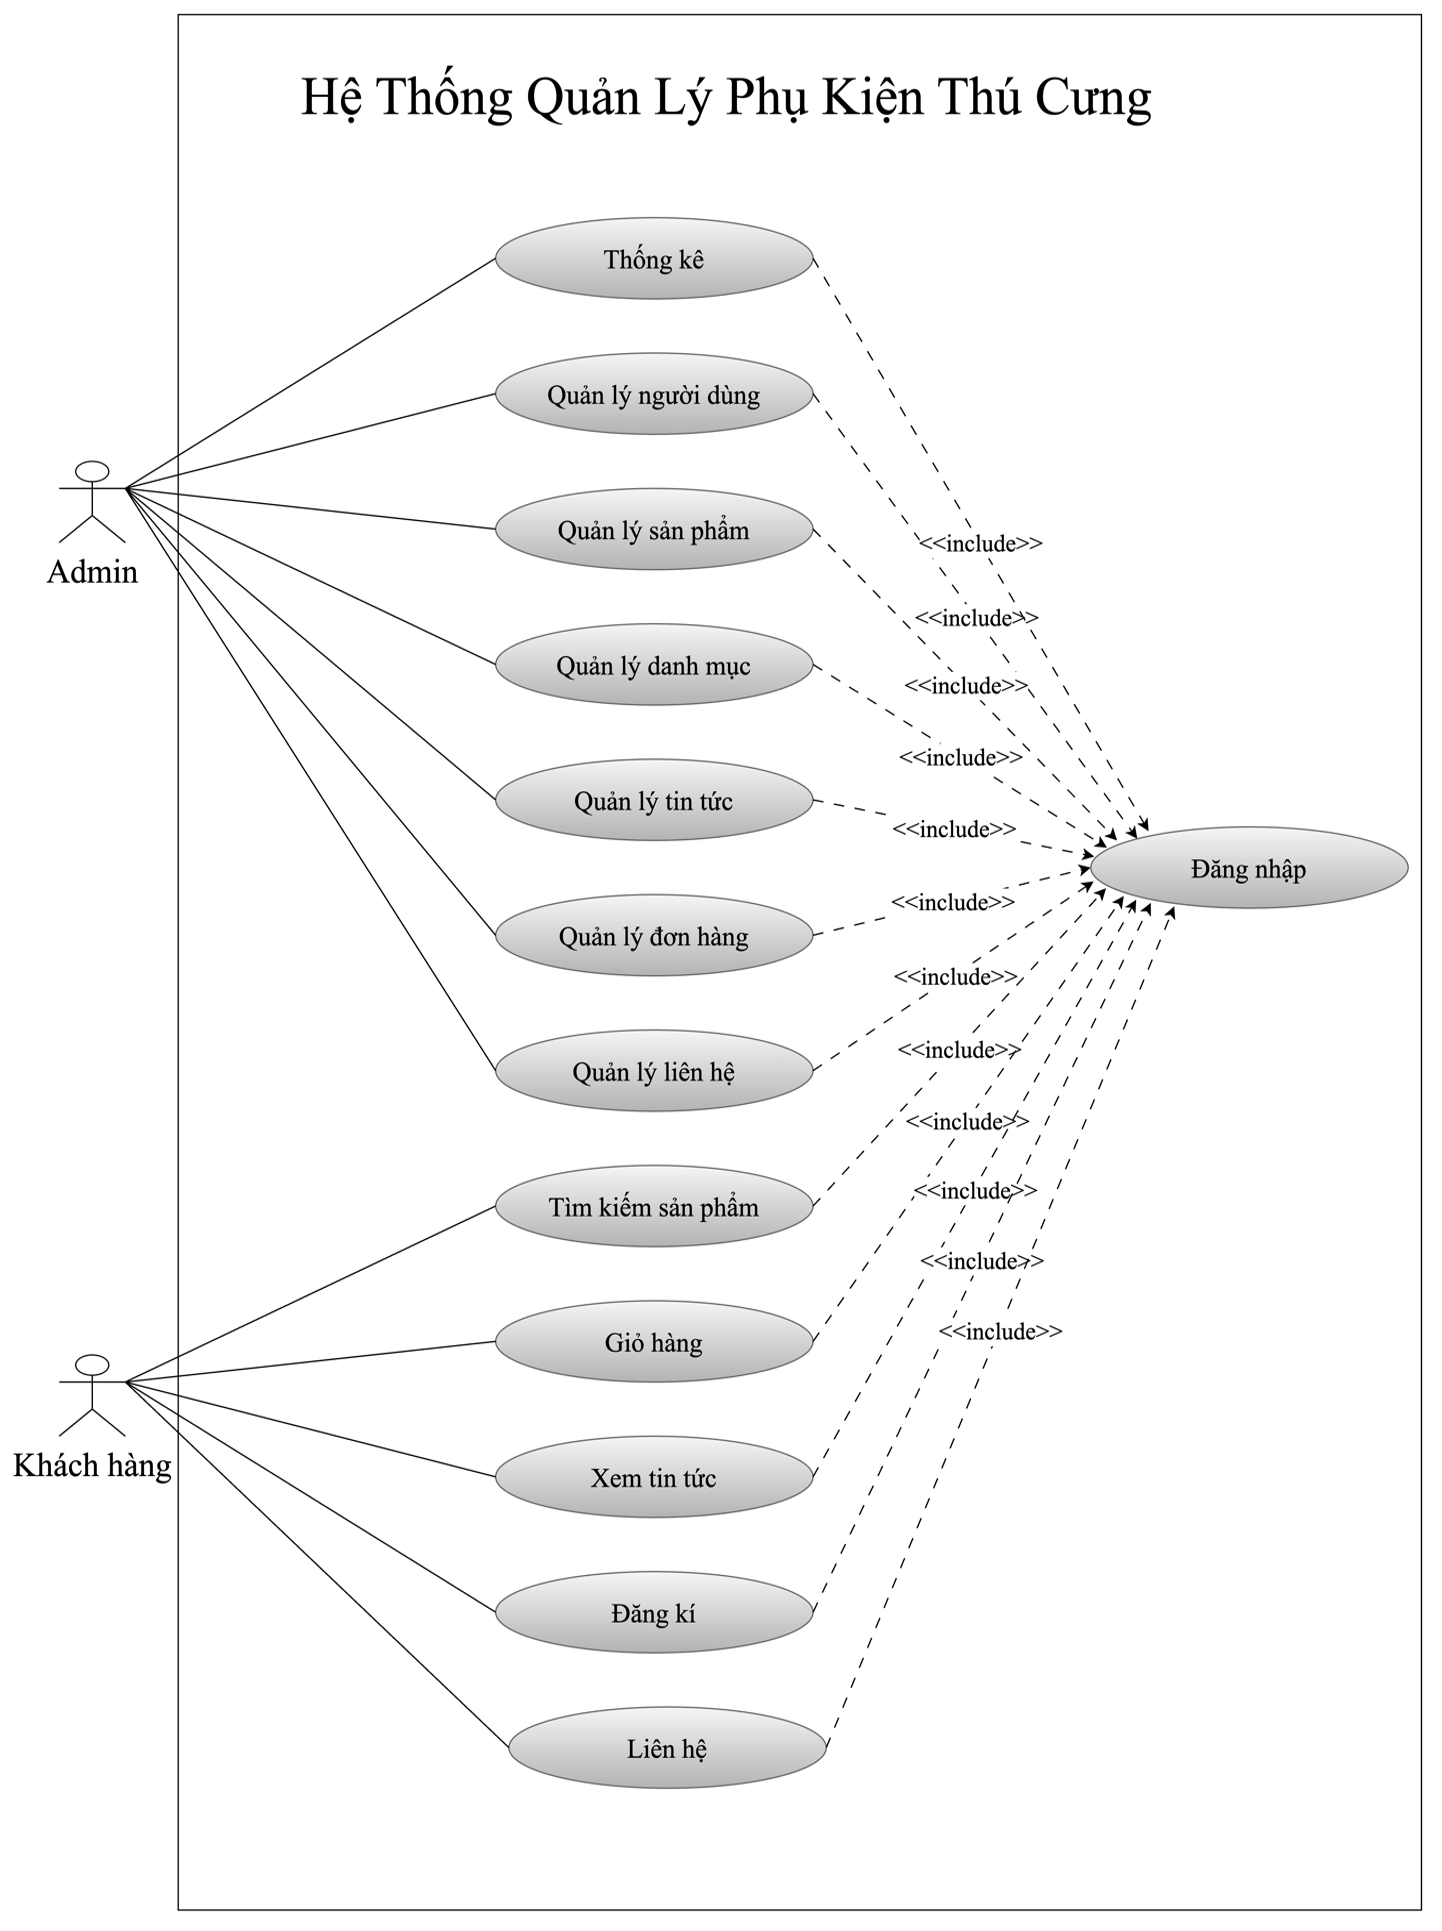 Hệ Thống Quản Lý Phụ Kiện Thú Cưng
Thống kê
Quản lý người dùng
Quản lý sản phẩm
<<include>>
Admin
<<include>>
Quản lý danh mục
<<include>>
<<include>>
Quản lý tin tức
<<include>>
Đăng nhập
<<include>>
Quản lý đơn hàng
<<include>>
Quản lý liên hệ
<<include>>
<<include>>
Tìm kiếm sản phẩm
<<include>>
<<include>>
Giỏ hàng
<<include>>
Khách hàng
Xem tin tức
Đăng kí
Liên hệ